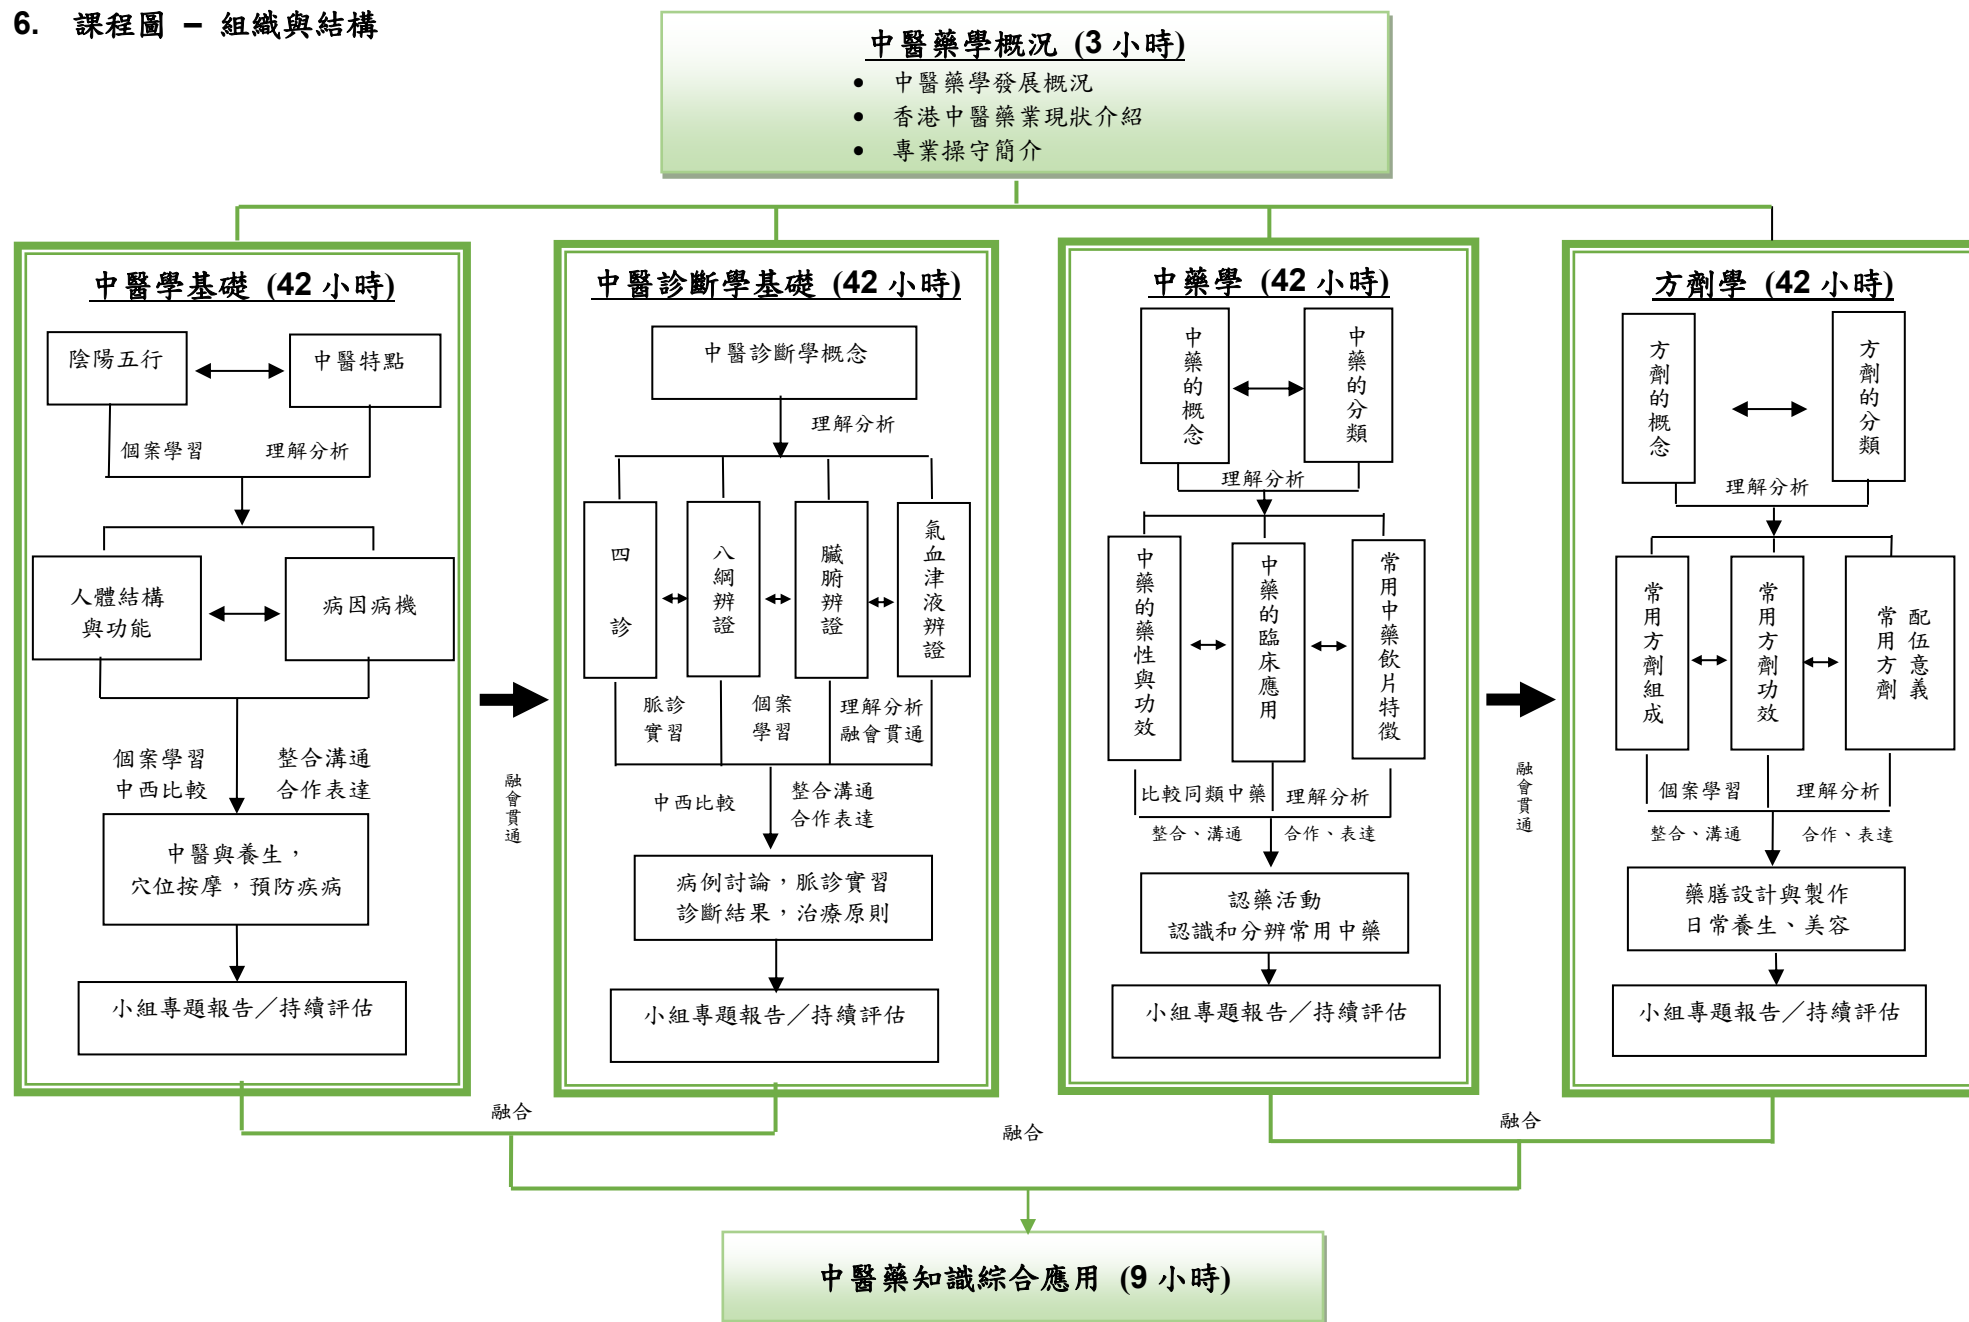 6. 課程圖 – 組織與結構
中醫藥學概況 (3 小時)
• 中醫藥學發展概況
• 香港中醫藥業現狀介紹
• 專業操守簡介
中醫學基礎 (42 小時)
陰陽五行
中醫特點
個案學習
理解分析
人體結構
與功能
病因病機
個案學習
中西比較
整合溝通
合作表達
中醫與養生，
穴位按摩，預防疾病
小組專題報告／持續評估
融會貫通
中醫診斷學基礎 (42 小時)
中醫診斷學概念
理解分析
四診
八綱辨證
臟腑辨證
氣血津液辨證
脈診
實習
個案
學習
理解分析
融會貫通
中西比較
整合溝通
合作表達
病例討論，脈診實習
診斷結果，治療原則
小組專題報告／持續評估
中藥學 (42 小時)
中藥的概念
中藥的分類
理解分析
中藥的藥性與功效
中藥的臨床應用
常用中藥飲片特徵
比較同類中藥
理解分析
整合、溝通
合作、表達
認藥活動
認識和分辨常用中藥
小組專題報告／持續評估
融會貫通
方劑學 (42 小時)
方劑的概念
方劑的分類
理解分析
常用方劑組成
常用方劑功效
常用方劑
配伍意義
個案學習
理解分析
整合、溝通
合作、表達
藥膳設計與製作
日常養生、美容
小組專題報告／持續評估
融合
融合
融合
中醫藥知識綜合應用 (9 小時)